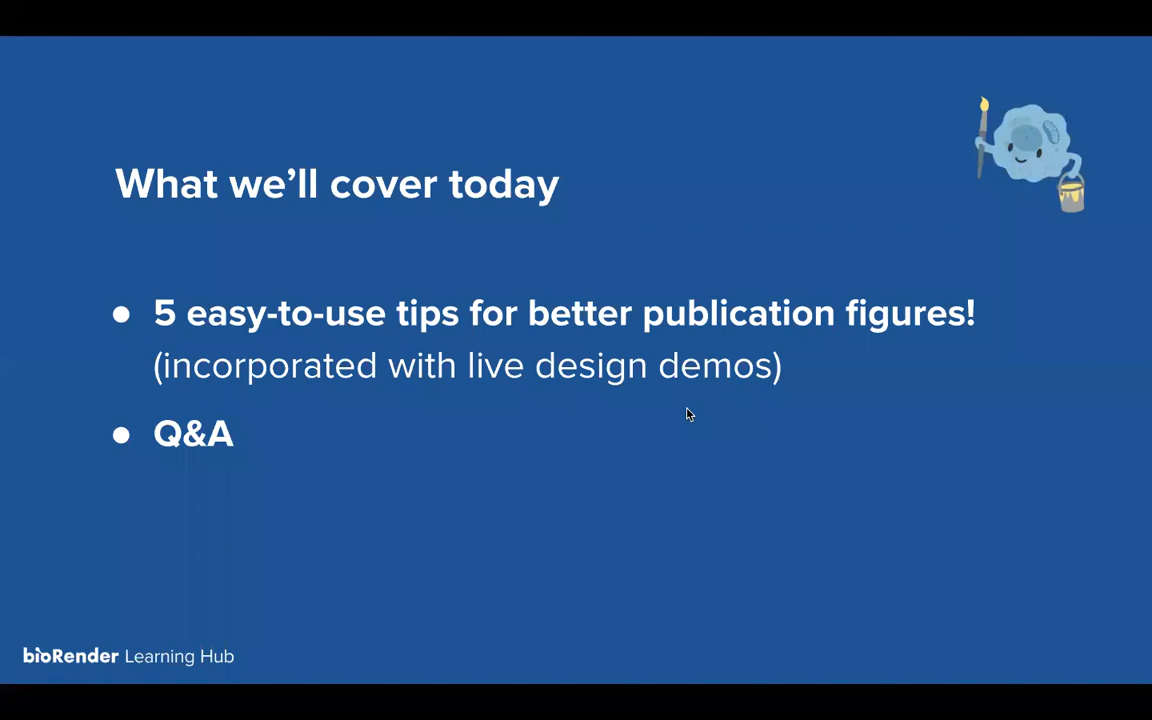 What we’ll cover today
● 5 easy-to-use tips for better publication figures!
(incorporated with live design demos)
● Q&A
bioRender Learning Hub